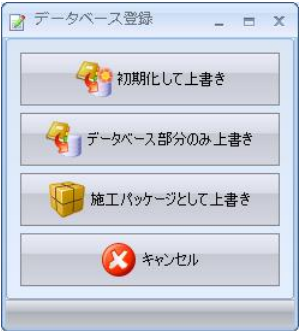 データベース登録
初期化して上書き
データベース部分のみ上書き
施工パッケージとして上書き
キャンセル